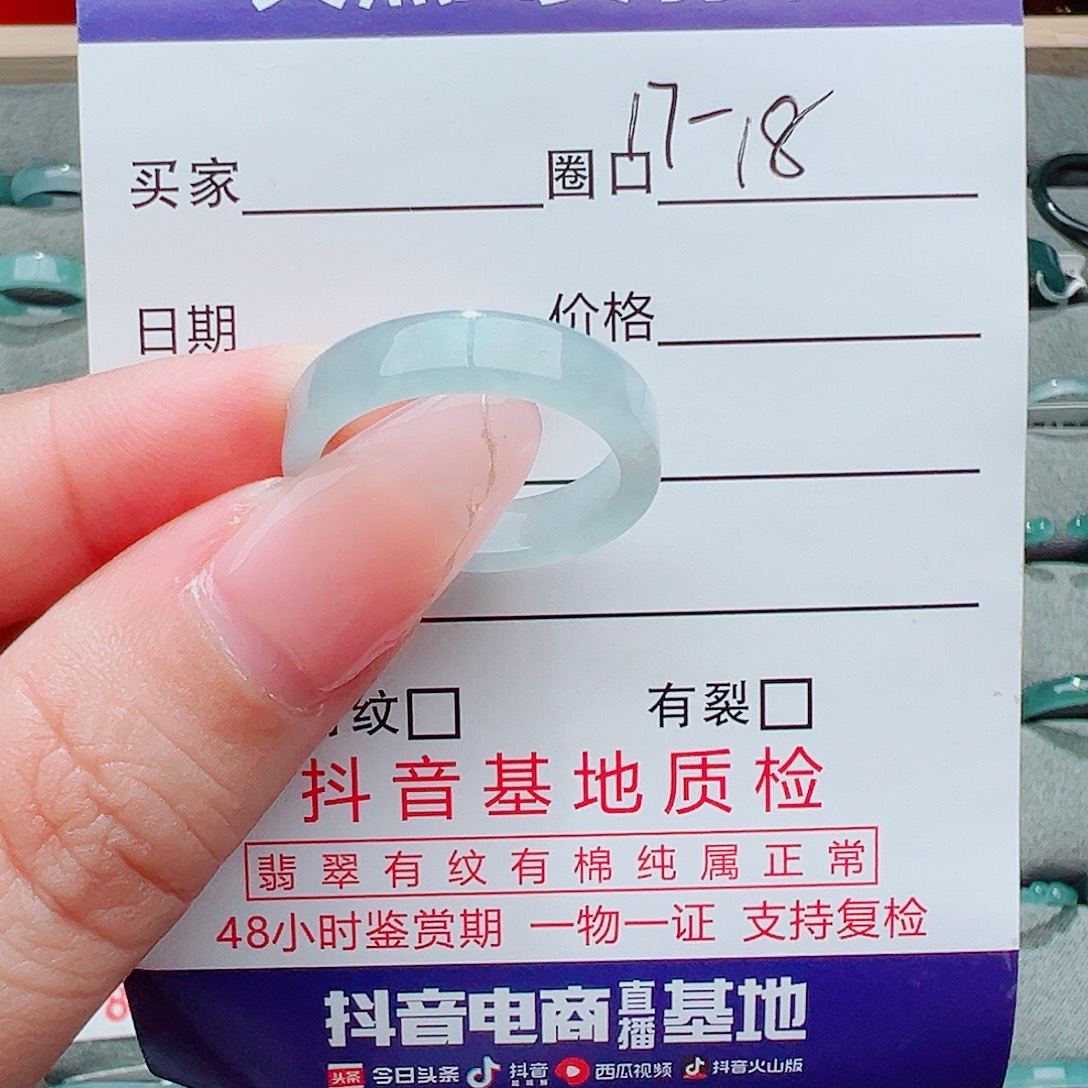 买家 圈口 17-18
日期 价格
纹□ 有裂□
抖音基地质检
翡翠有纹有棉纯属正常
48小时鉴赏期 一物一证 支持复检
抖音电商直播基地
头条 今日头条 抖音 西瓜视频 抖音火山版